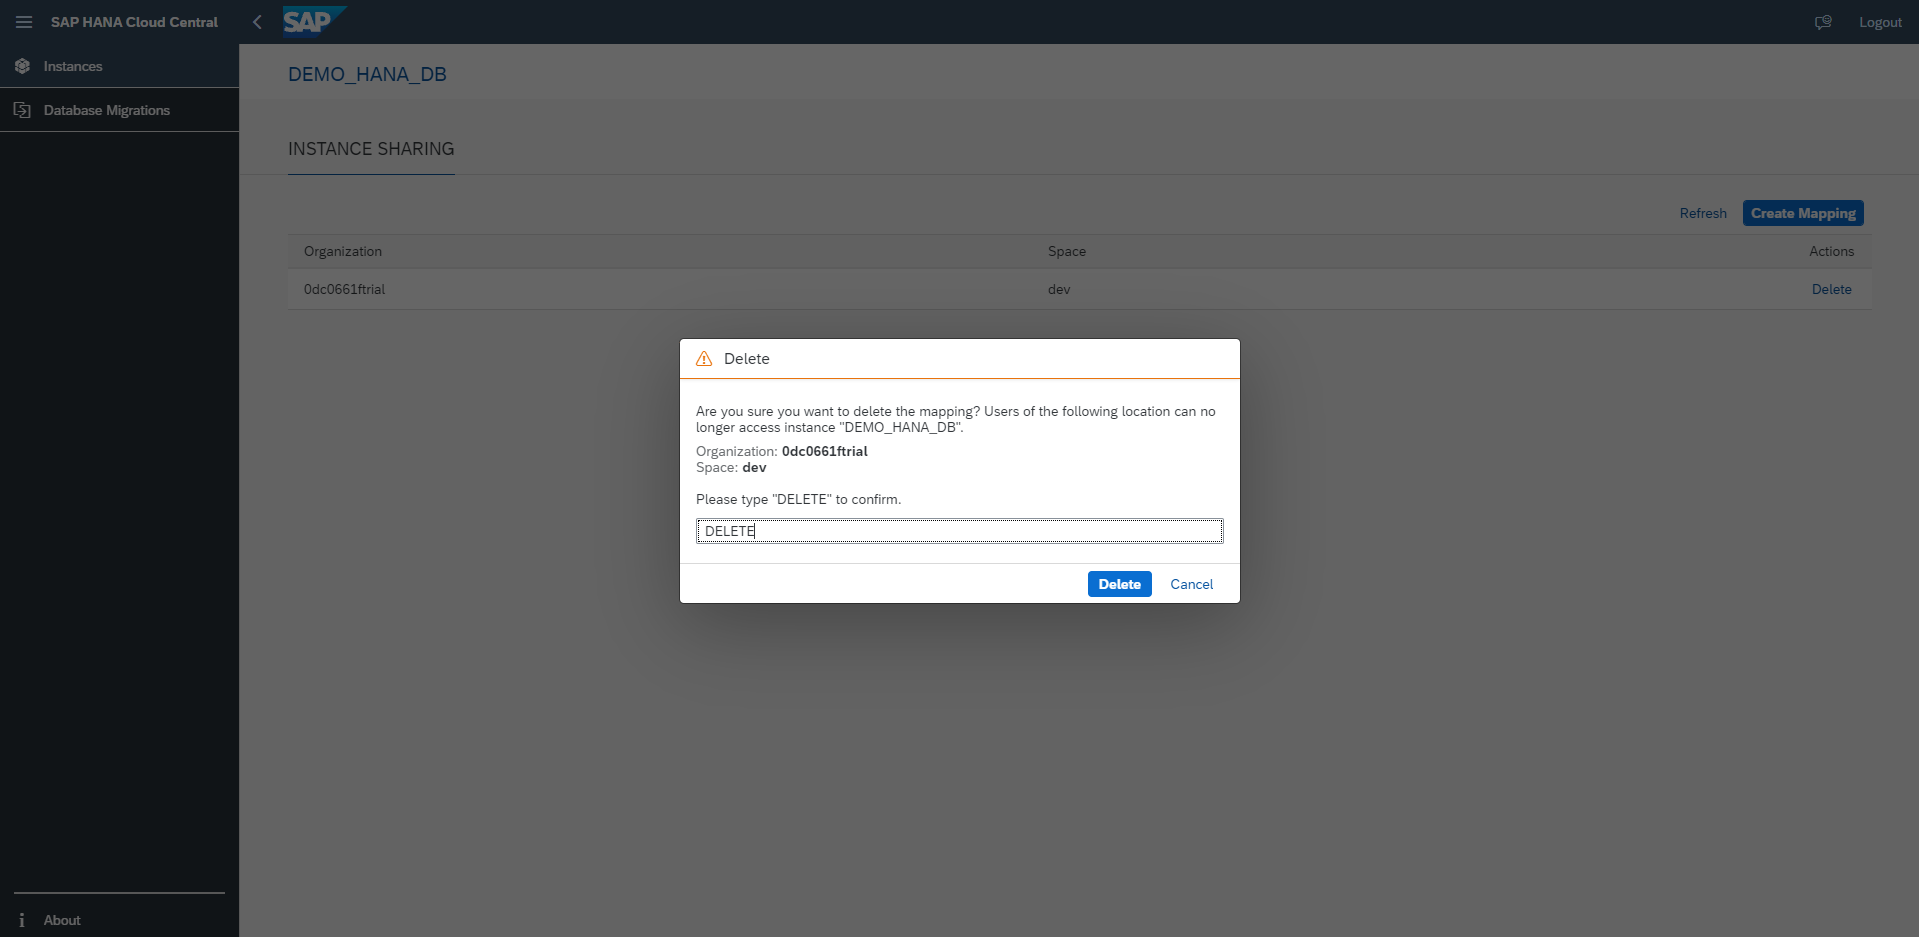 SAP HANA Cloud Central
SAP
Logout
Instances
Database Migrations
DEMO_HANA_DB
INSTANCE SHARING
Refresh
Create Mapping
Organization Space Actions
0dc0661ftrial dev Delete
Delete
Are you sure you want to delete the mapping? Users of the following location can no
longer access instance "DEMO_HANA_DB".
Organization: 0dc0661ftrial
Space: dev
Please type "DELETE" to confirm.
DELETE
Delete
Cancel
About